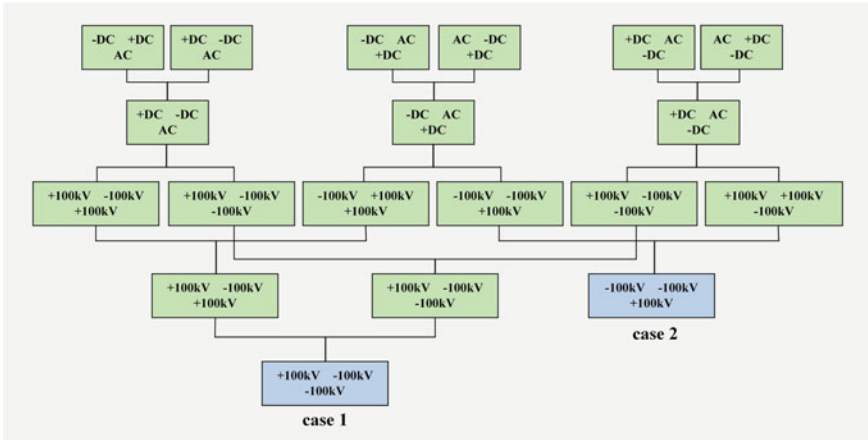 -DC +DC
AC
+DC -DC
AC
-DC AC
+DC
AC -DC
+DC
+DC AC
-DC
AC +DC
-DC
+DC -DC
AC
-DC AC
+DC
+DC AC
-DC
+100kV -100kV
+100kV
+100kV -100kV
-100kV
-100kV +100kV
+100kV
-100kV -100kV
+100kV
+100kV -100kV
-100kV
+100kV +100kV
-100kV
+100kV -100kV
+100kV
+100kV -100kV
-100kV
-100kV -100kV
+100kV
case 2
+100kV -100kV
-100kV
case 1